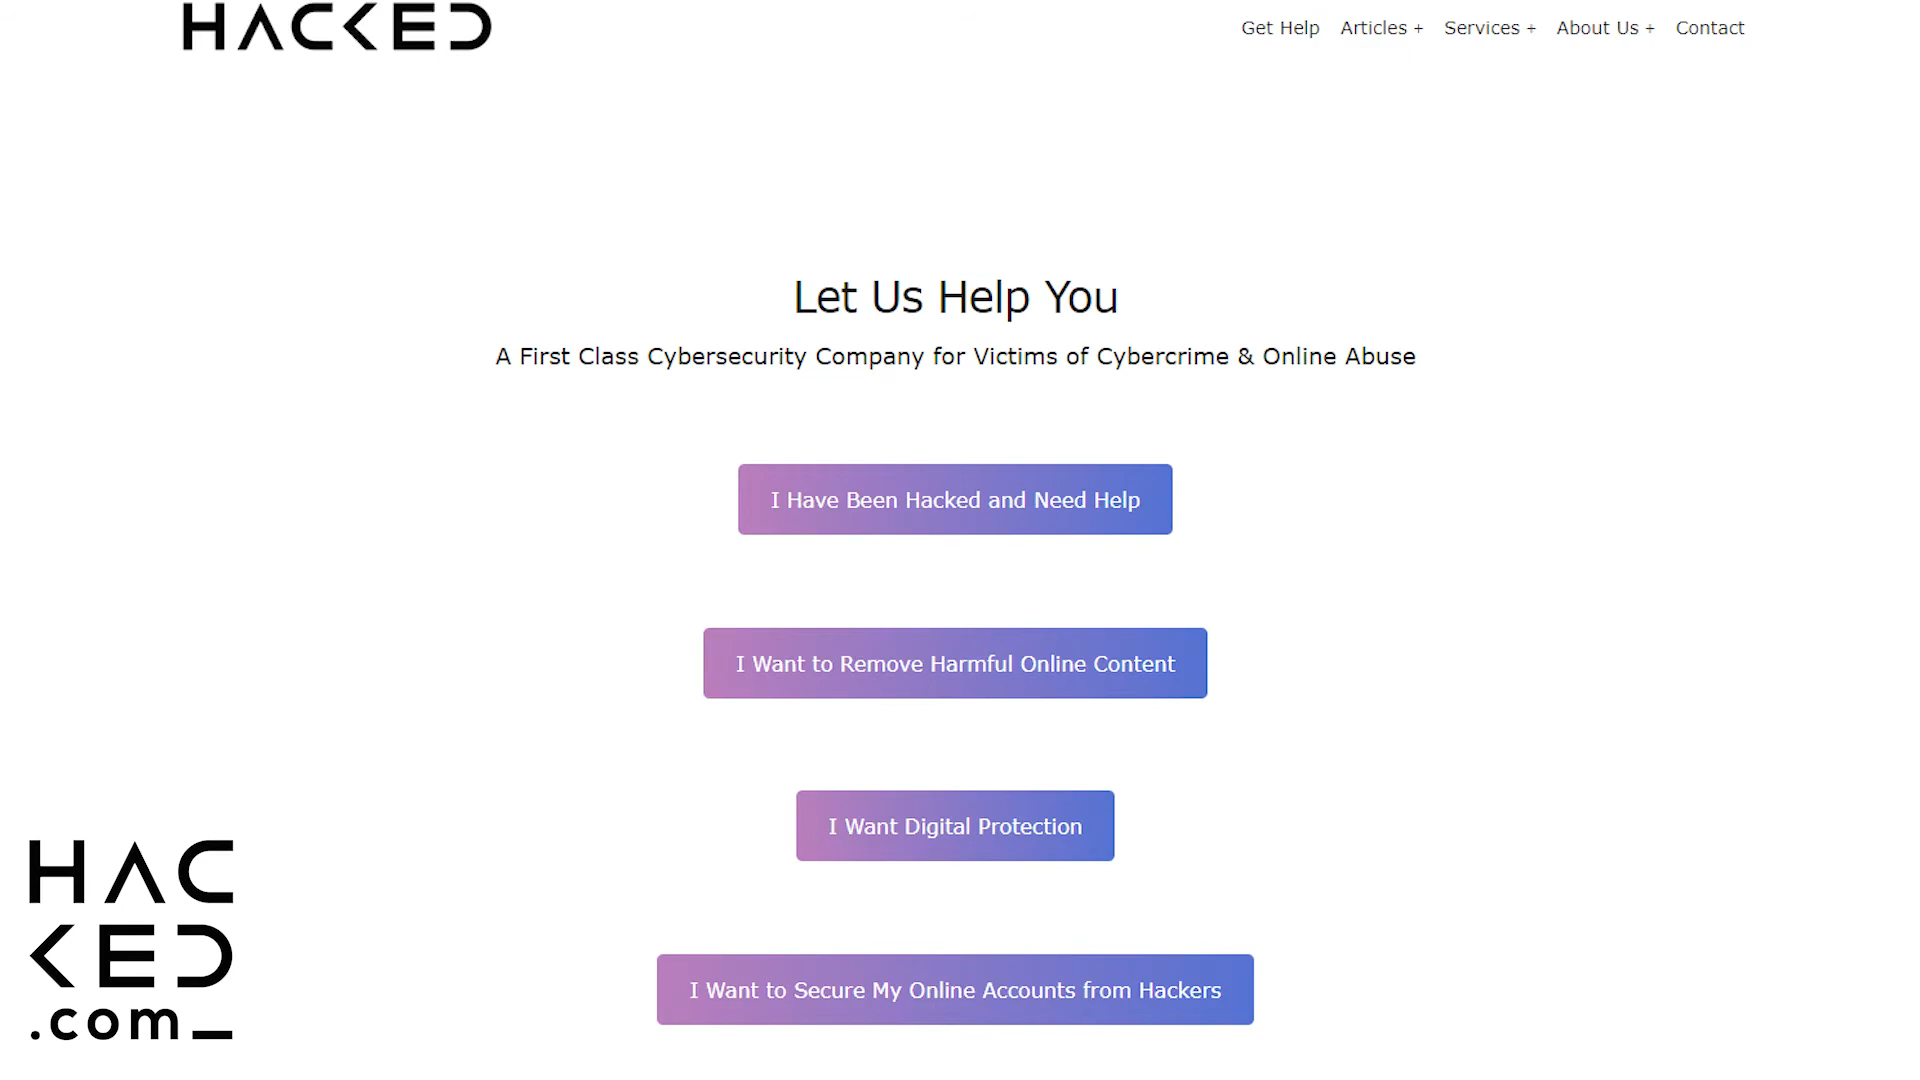 HACKED
Get Help Articles + Services + About Us + Contact
Let Us Help You
A First Class Cybersecurity Company for Victims of Cybercrime & Online Abuse
I Have Been Hacked and Need Help
I Want to Remove Harmful Online Content
I Want Digital Protection
I Want to Secure My Online Accounts from Hackers
HAC
KED
.com_